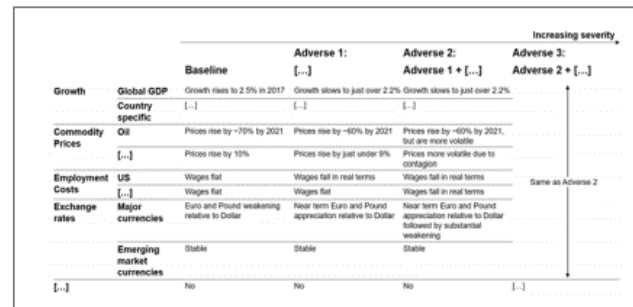 Increasing severity
Adverse 1: Adverse 2: Adverse 3:
Baseline [...] Adverse 1 + [...] Adverse 2 + [...]
Growth Global GDP Growth rises to 2.5% in 2017 Growth slows to just over 2.2% Growth slows to just over 2.2%
Country [...] [...] [...]
specific
Commodity Oil Prices rise by ~70% by 2021 Prices rise by ~60% by 2021 Prices rise by ~60% by 2021,
Prices but are more volatile
[...] Prices rise by 10% Prices rise by just under 9% Prices more volatile due to
contagion
Employment US Wages flat Wages fall in real terms Wages fall in real terms
Costs [...] Wages flat Wages flat Wages fall in real terms
Same as Adverse 2
Exchange Major Euro and Pound weakening Near term Euro and Pound Near term Euro and Pound
rates currencies relative to Dollar appreciation relative to Dollar appreciation relative to Dollar
followed by substantial
weakening
Emerging Stable Stable Stable
market
currencies
[...] No No No [...]